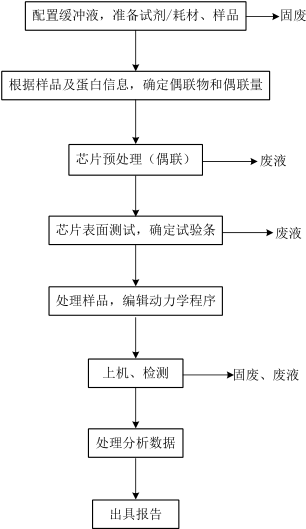 配置缓冲液，准备试剂/耗材、样品
固废
根据样品及蛋白信息，确定偶联物和偶联量
芯片预处理（偶联）
废液
芯片表面测试，确定试验条
废液
处理样品，编辑动力学程序
上机、检测
固废、废液
处理分析数据
出具报告